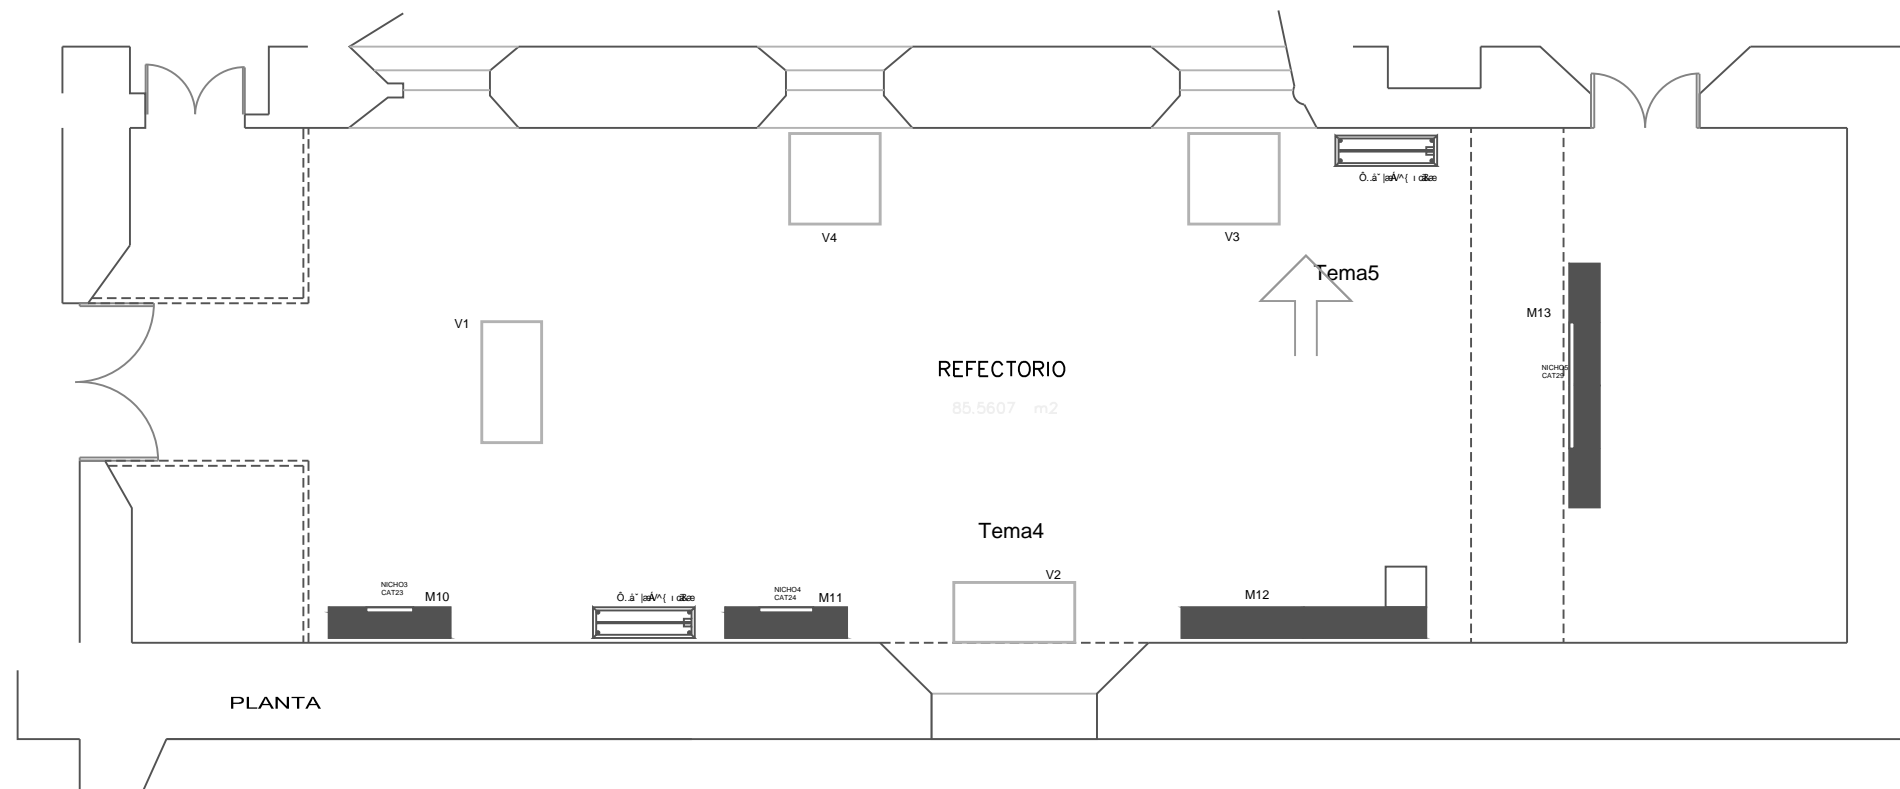 V4
V3
Tema5
V1
M13
REFECTORIO
NICHO5
CAT29
85.5607 m2
Tema4
V2
NICHO3
CAT23
M10
NICHO4
CAT24
M11
M12
PLANTA